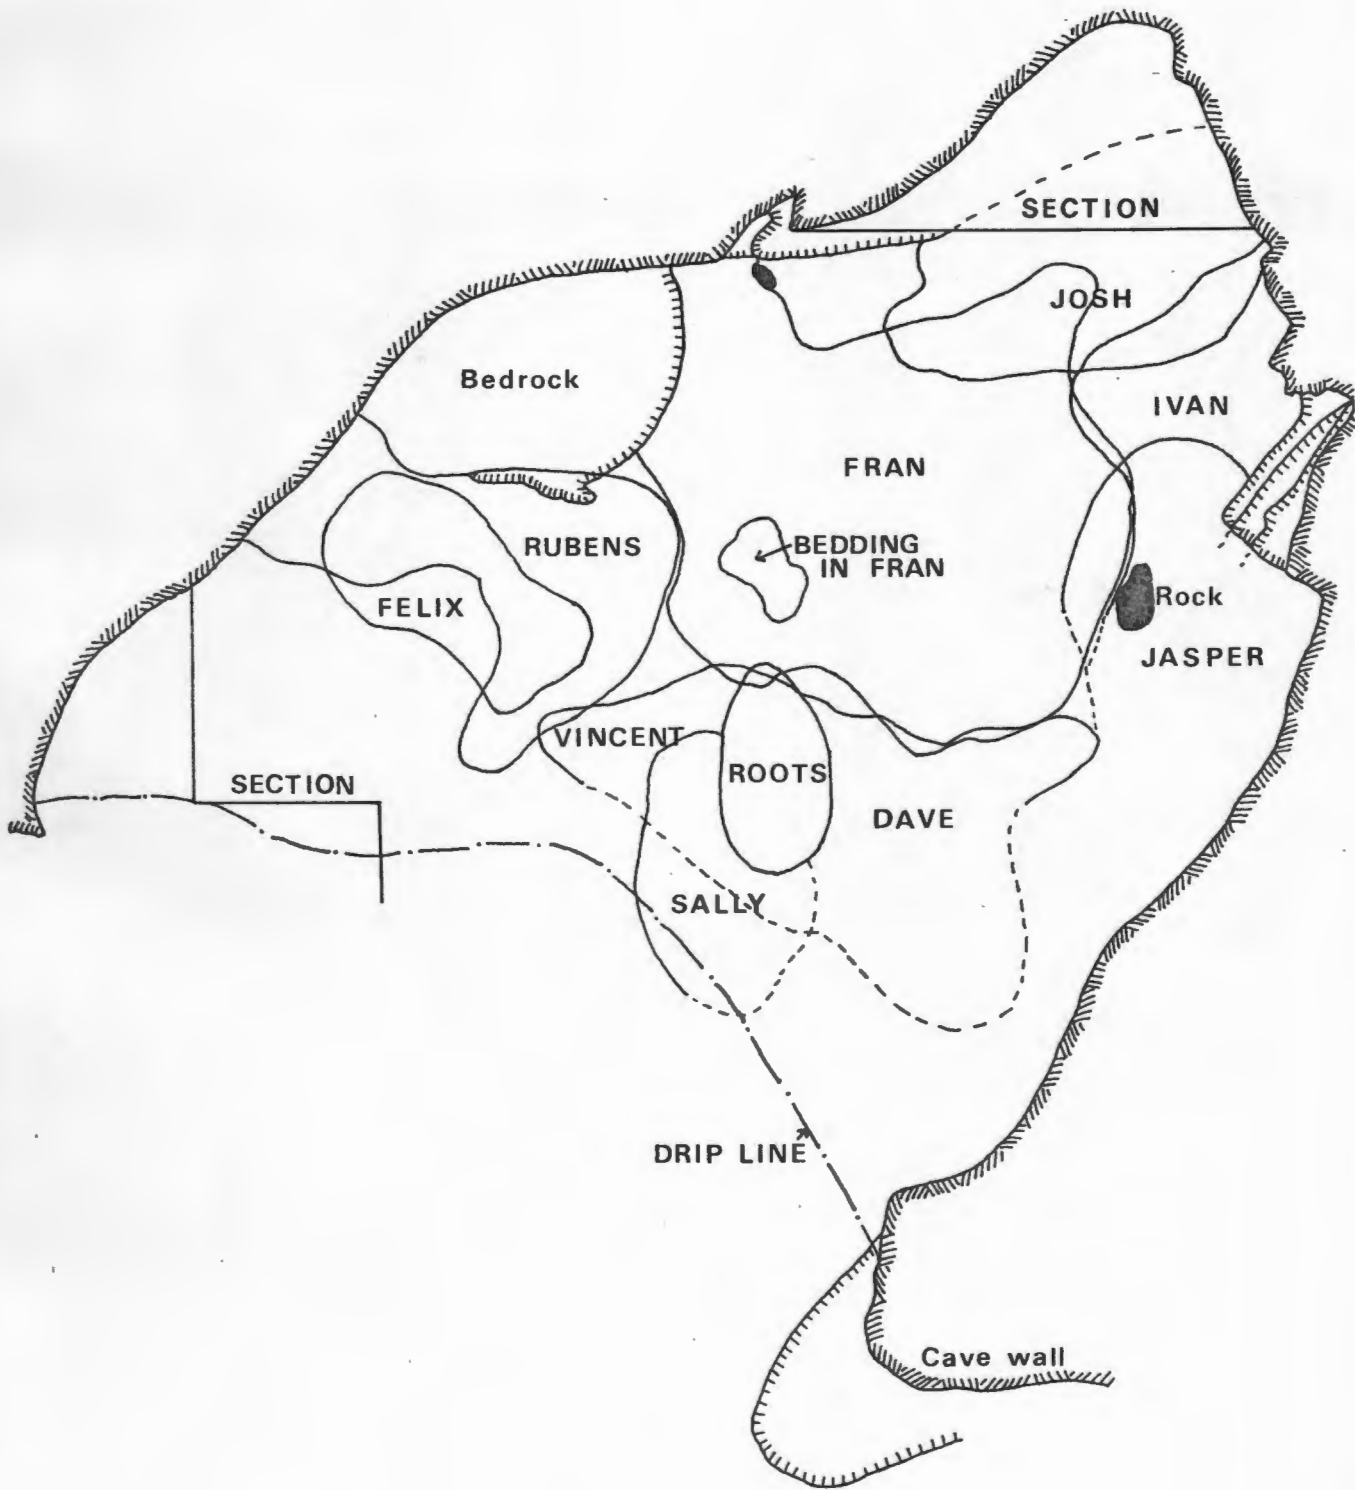 SECTION
JOSH
Bedrock
IVAN
FRAN
RUBENS
BEDDING
IN FRAN
FELIX
Rock
JASPER
VINCENT
SECTION
ROOTS
DAVE
SALLY
DRIP LINE
Cave wall